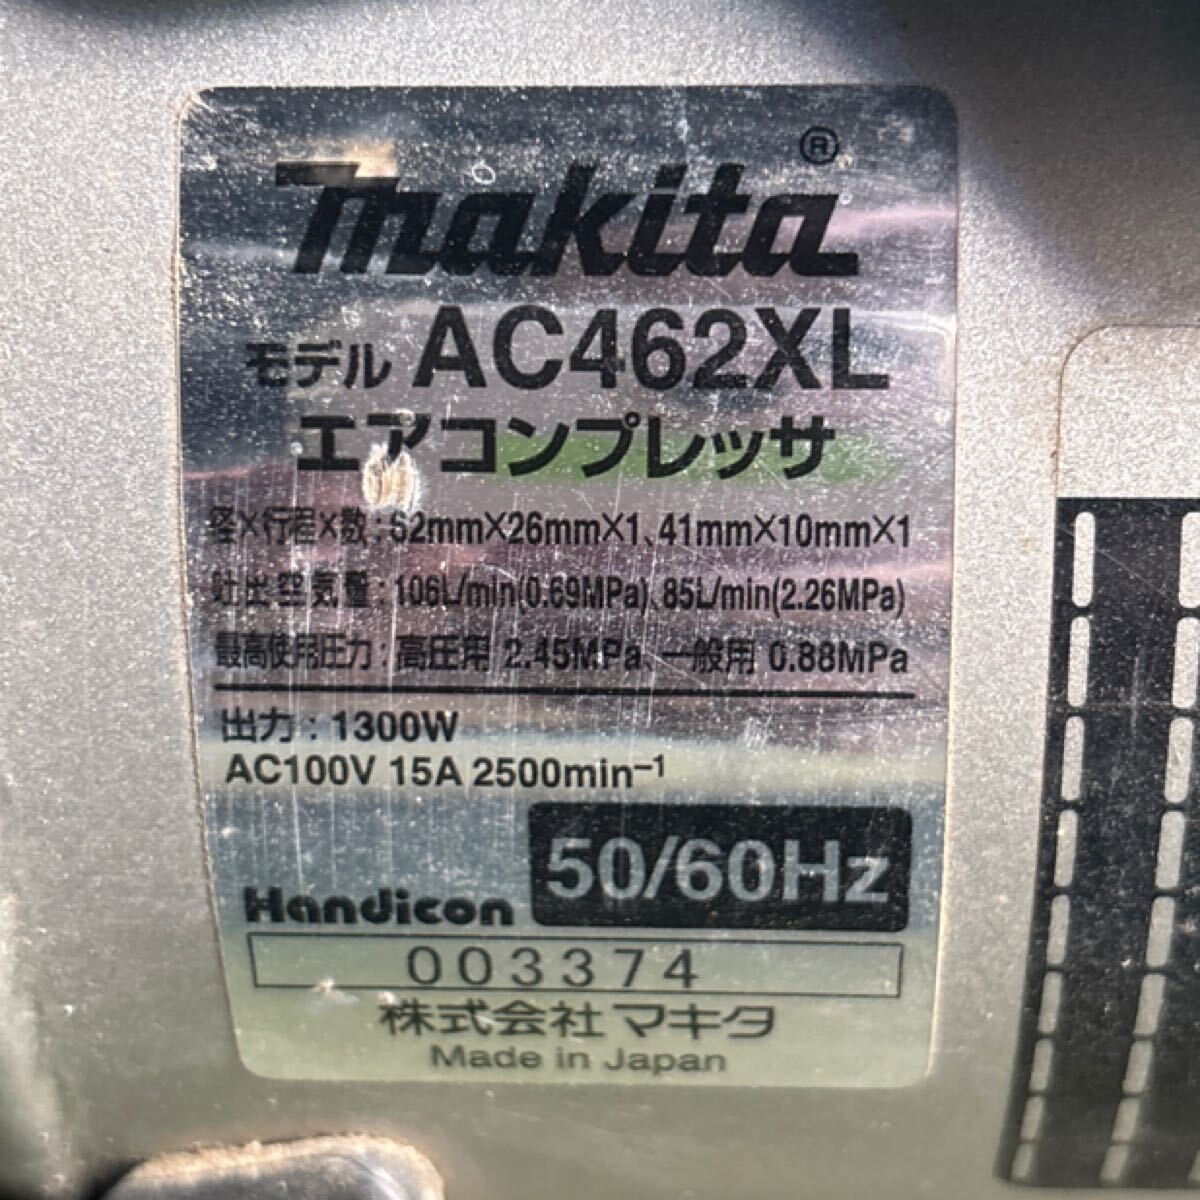 makita®
モデル AC462XL
エアコンプレッサ
径×行程×数:62mm×26mm×1、41mm×10mm×1
吐出空気量:106L/min(0.69MPa)、85L/min(2.26MPa)
最高使用圧力:高圧用 2.45MPa、一般用 0.88MPa
出力:1300W
AC100V 15A 2500min⁻¹
50/60Hz
Handicon
003374
株式会社マキタ
Made in Japan